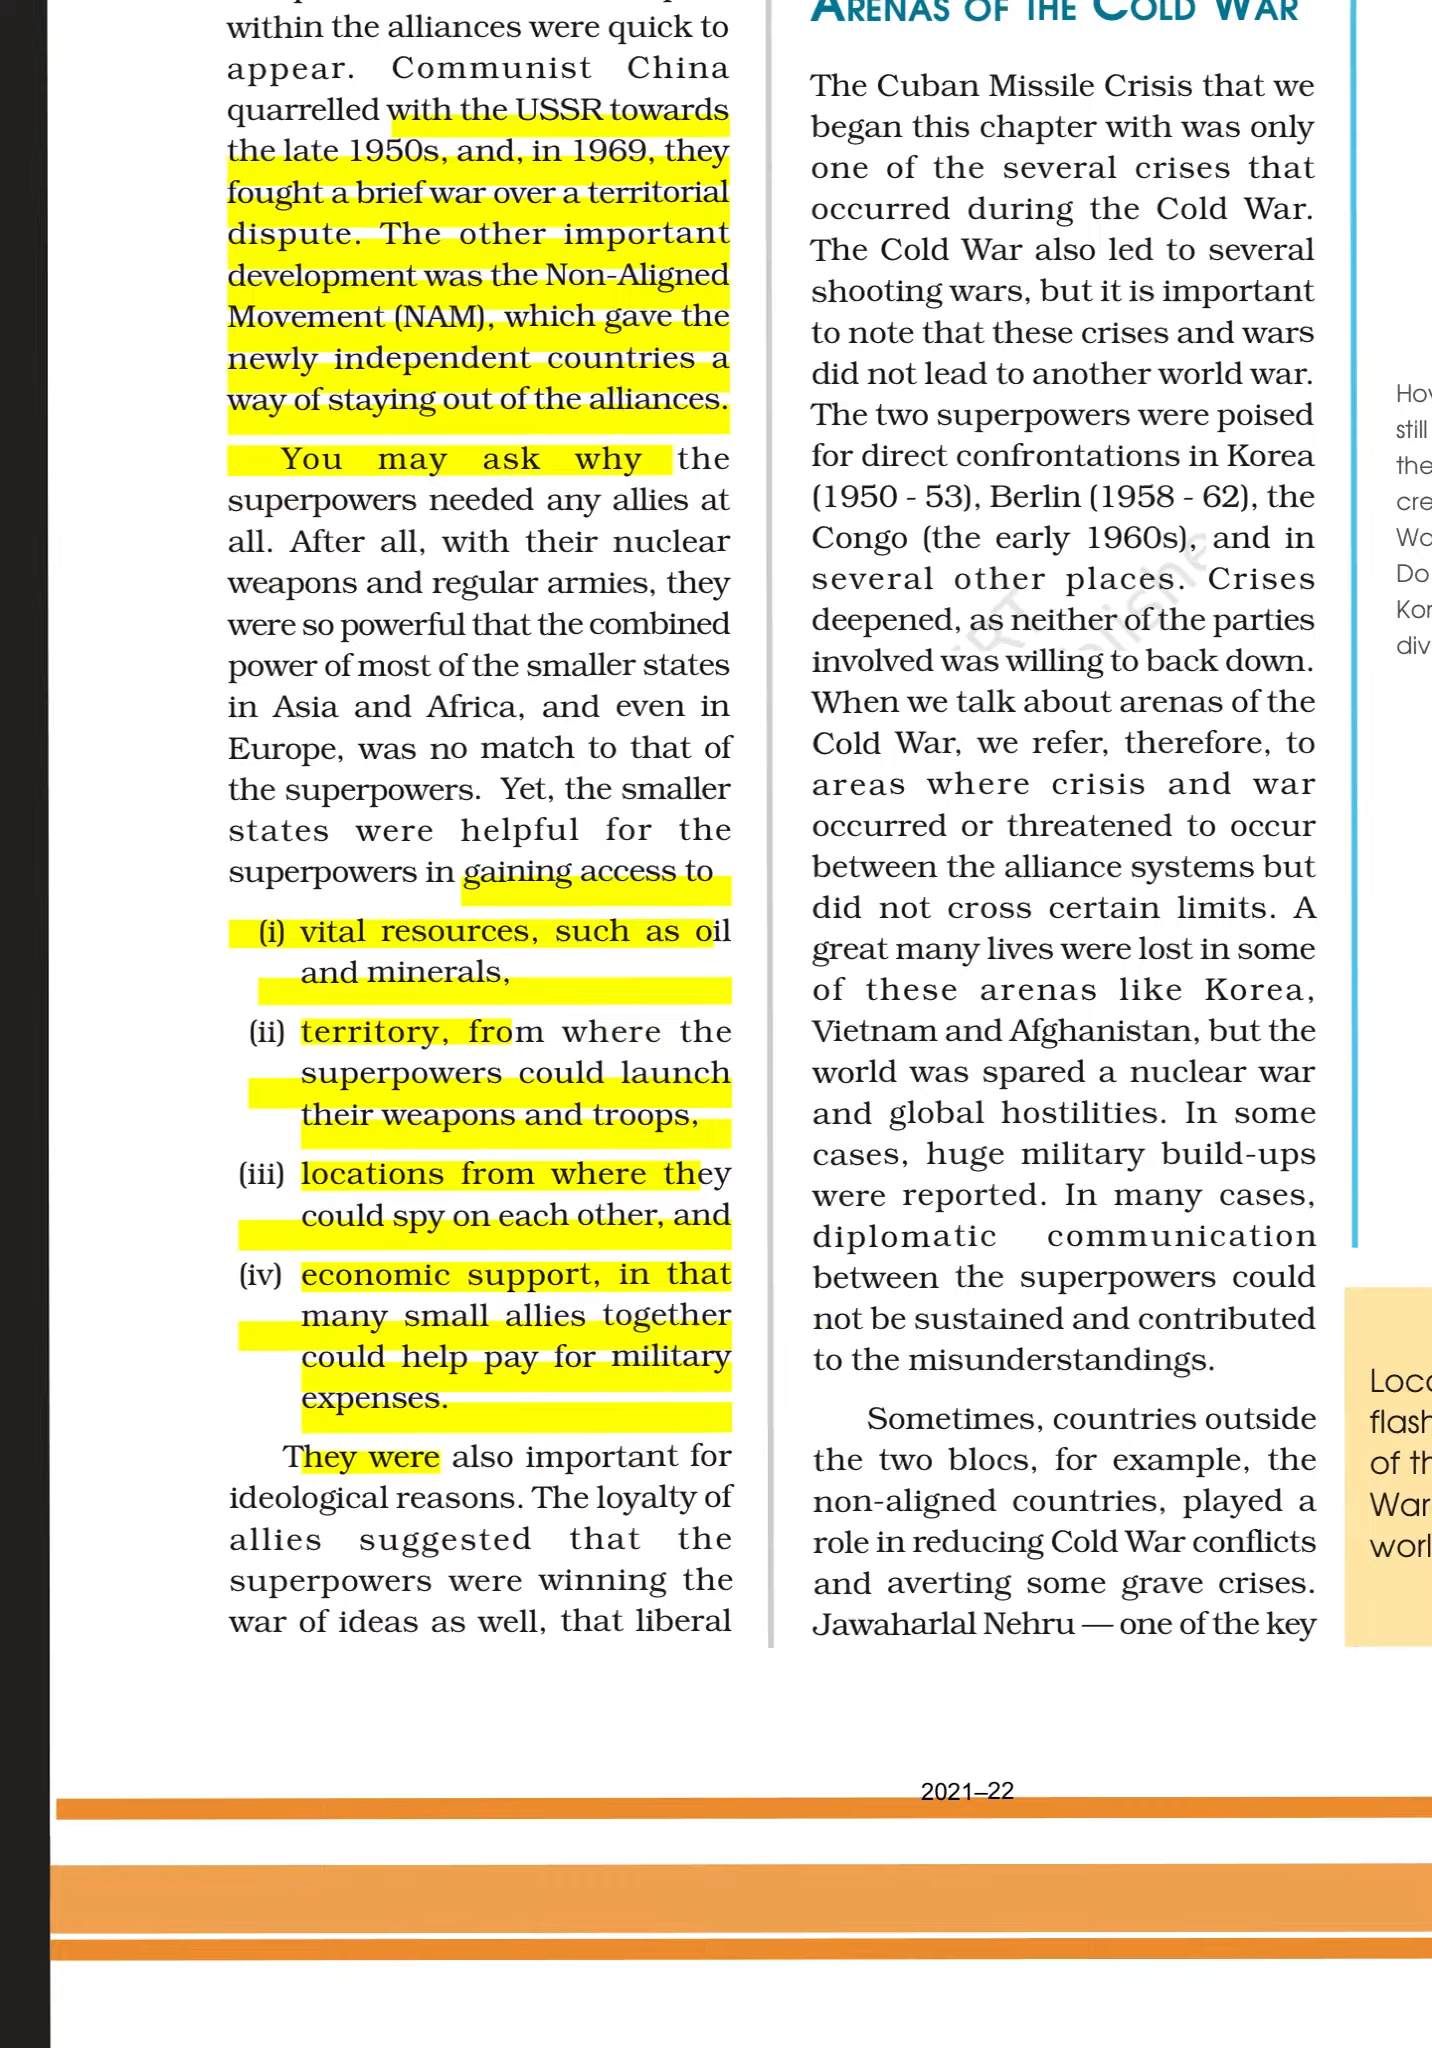 within the alliances were quick to
appear. Communist China
quarrelled with the USSR towards
the late 1950s, and, in 1969, they
fought a brief war over a territorial
dispute. The other important
development was the Non-Aligned
Movement (NAM), which gave the
newly independent countries a
way of staying out of the alliances.
You may ask why the
superpowers needed any allies at
all. After all, with their nuclear
weapons and regular armies, they
were so powerful that the combined
power of most of the smaller states
in Asia and Africa, and even in
Europe, was no match to that of
the superpowers. Yet, the smaller
states were helpful for the
superpowers in gaining access to
(i) vital resources, such as oil
and minerals,
(ii) territory, from where the
superpowers could launch
their weapons and troops,
(iii) locations from where they
could spy on each other, and
(iv) economic support, in that
many small allies together
could help pay for military
expenses.
They were also important for
ideological reasons. The loyalty of
allies suggested that the
superpowers were winning the
war of ideas as well, that liberal
ARENAS OF THE COLD WAR
The Cuban Missile Crisis that we
began this chapter with was only
one of the several crises that
occurred during the Cold War.
The Cold War also led to several
shooting wars, but it is important
to note that these crises and wars
did not lead to another world war.
The two superpowers were poised
for direct confrontations in Korea
(1950 - 53), Berlin (1958 - 62), the
Congo (the early 1960s), and in
several other places. Crises
deepened, as neither of the parties
involved was willing to back down.
When we talk about arenas of the
Cold War, we refer, therefore, to
areas where crisis and war
occurred or threatened to occur
between the alliance systems but
did not cross certain limits. A
great many lives were lost in some
of these arenas like Korea,
Vietnam and Afghanistan, but the
world was spared a nuclear war
and global hostilities. In some
cases, huge military build-ups
were reported. In many cases,
diplomatic communication
between the superpowers could
not be sustained and contributed
to the misunderstandings.
Sometimes, countries outside
the two blocs, for example, the
non-aligned countries, played a
role in reducing Cold War conflicts
and averting some grave crises.
Jawaharlal Nehru — one of the key
still
the
Do
of
War
2021–22